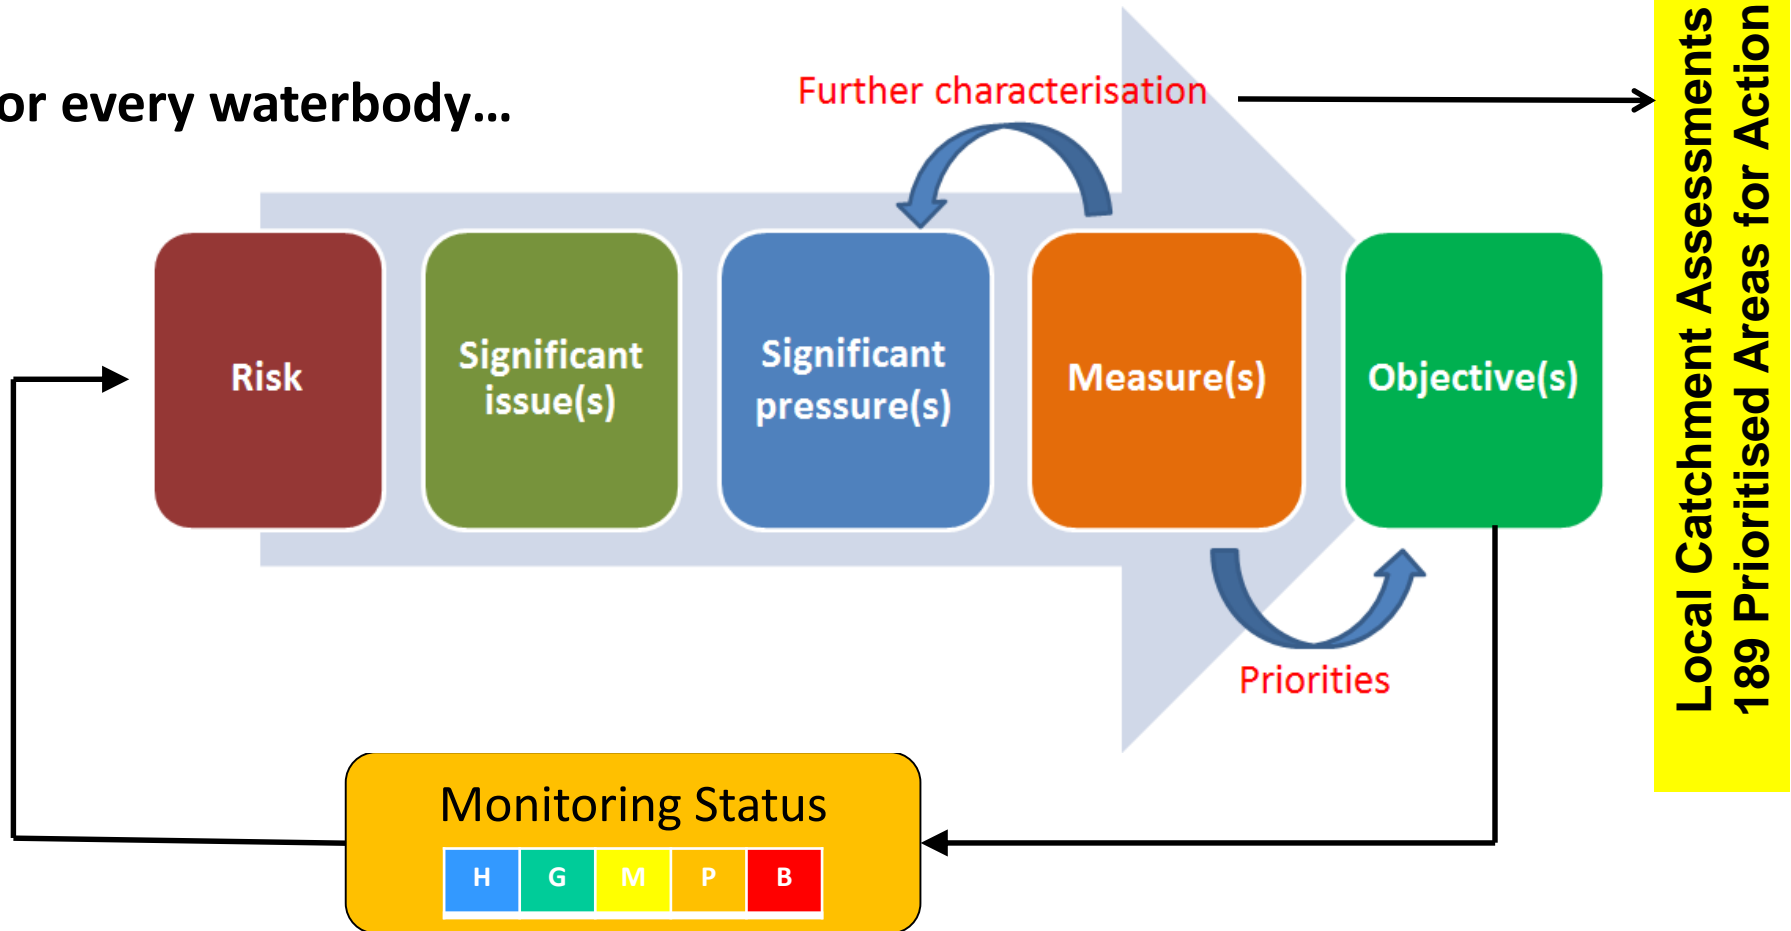 or every waterbody...
Further characterisation
Risk
Significant
issue(s)
Significant
pressure(s)
Measure(s)
Objective(s)
Priorities
Monitoring Status
H G M P B
Local Catchment Assessments
189 Prioritised Areas for Action